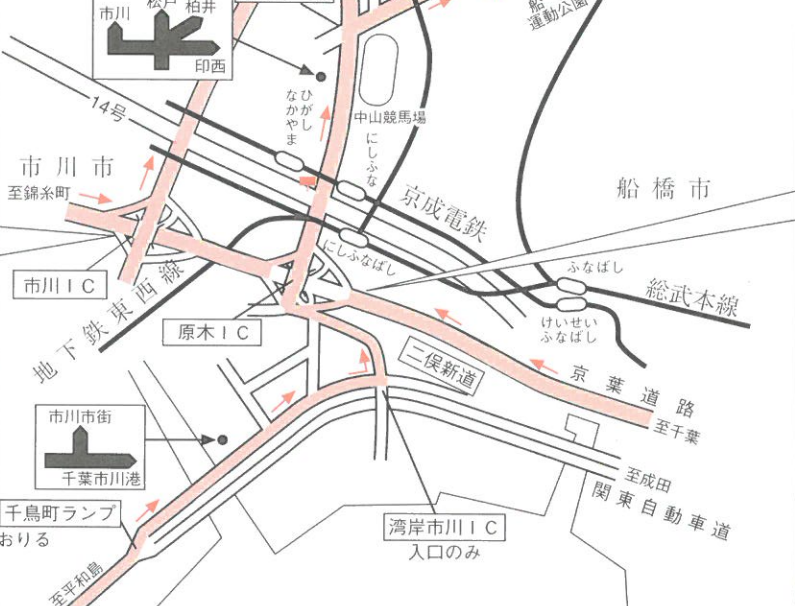 市川
松戸
柏井
印西
船
運動公園
14号
ひがし
なかやま
中山競馬場
にしふな
市川市
至錦糸町
京成電鉄
船橋市
市川IC
にしふなばし
ふなばし
総武本線
けいせい
ふなばし
地下鉄東西線
原木IC
二俣新道
京葉道路
至千葉
市川市街
千葉市川港
至成田
関東自動車道
千鳥町ランプ
おりる
湾岸市川IC
入口のみ
至平和島